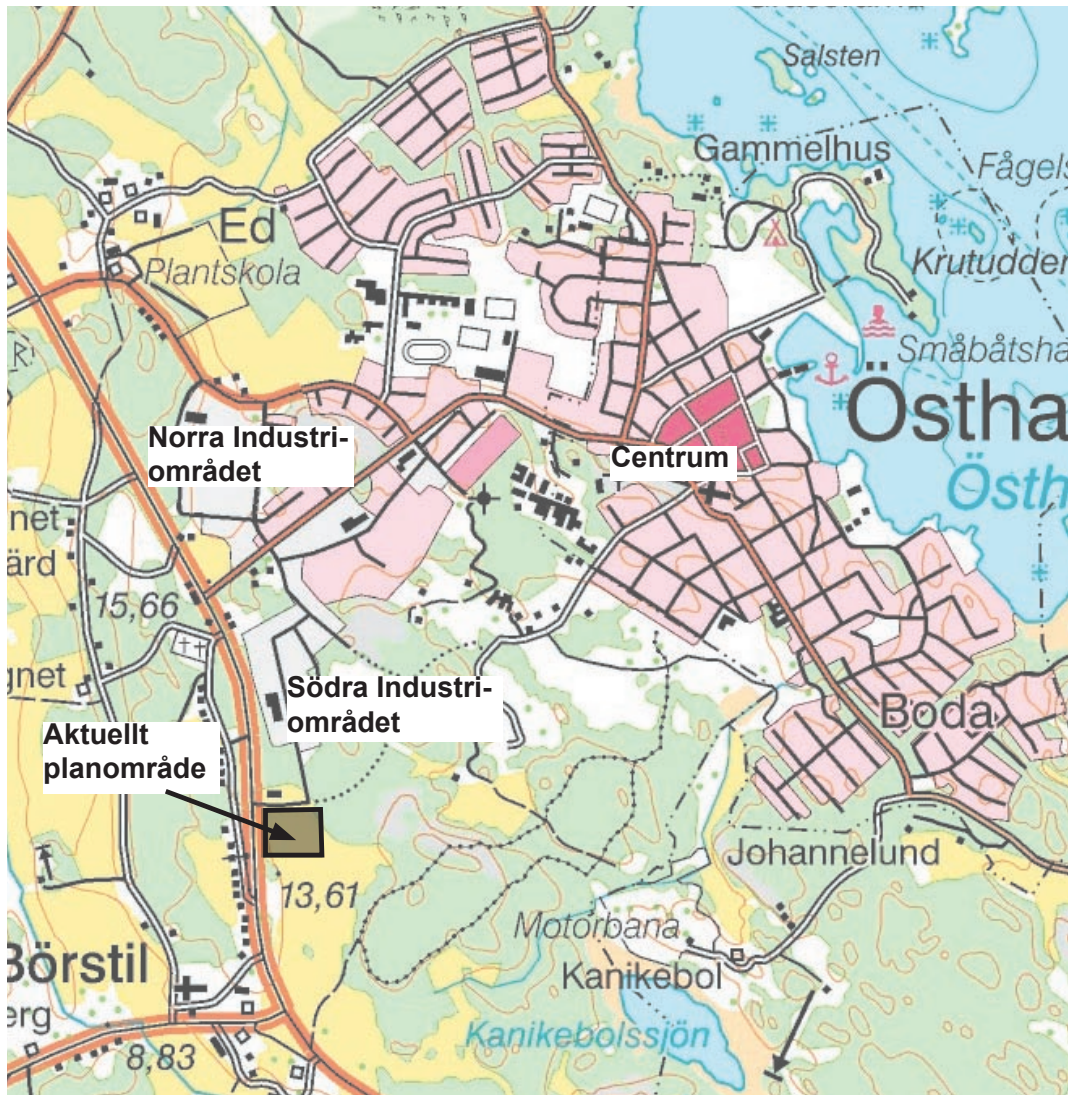 Salsten
Gammelhus
Fågels
Ed
Plantskola
Krutudden
Småbåtsha
Östha
Norra Industri-
området
Centrum
Östh
R
net
ärd
15,66
gnet
Södra Industri-
området
Aktuellt
planområde
Boda
Johannelund
13,61
Motorbana
Börstil
Kanikebol
erg
Kanikebolssjön
8,83